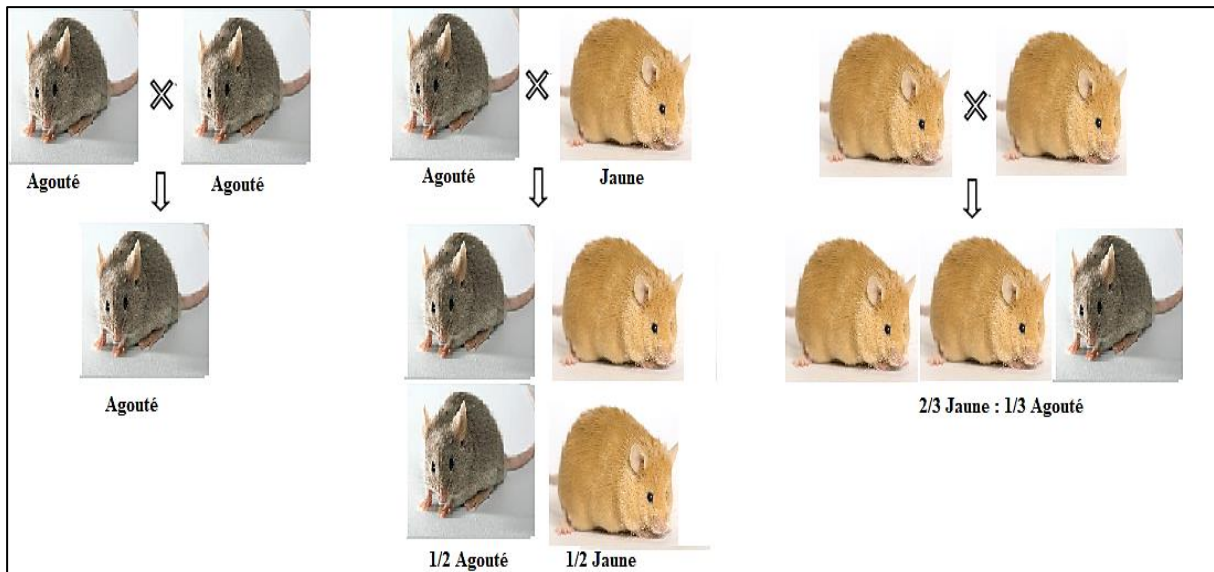 Agouté
Agouté
Agouté
Agouté
Jaune
1/2 Agouté
1/2 Jaune
2/3 Jaune : 1/3 Agouté